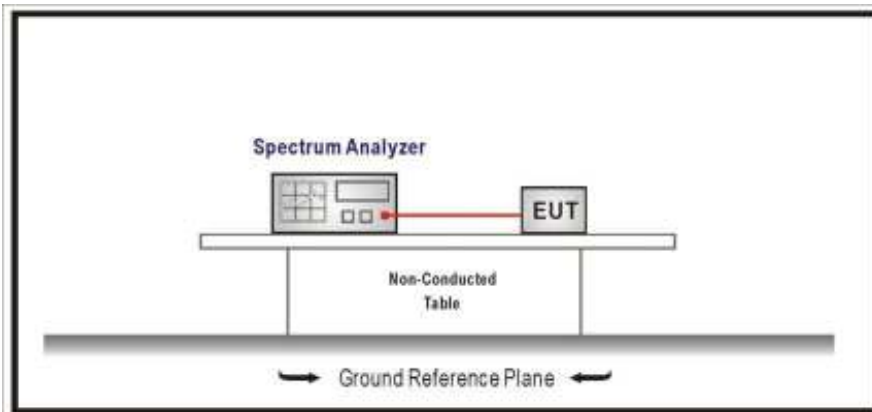 Spectrum Analyzer
EUT
Non-Conducted
Table
Ground Reference Plane